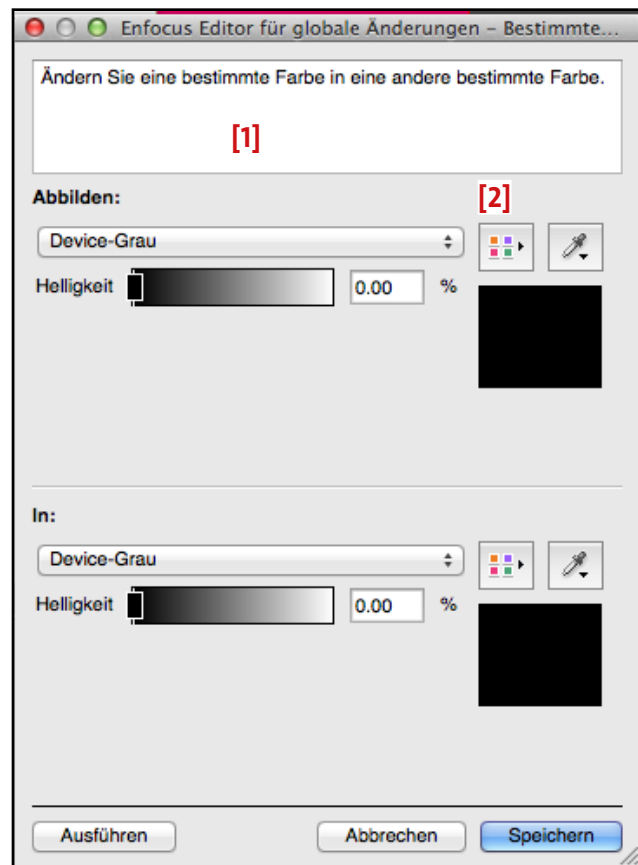 Enfocus Editor für globale Änderungen – Bestimmte...
Ändern Sie eine bestimmte Farbe in eine andere bestimmte Farbe.
[1]
Abbilden:
[2]
Device-Grau
Helligkeit 0.00 %
In:
Device-Grau
Helligkeit 0.00 %
Ausführen Abbrechen Speichern